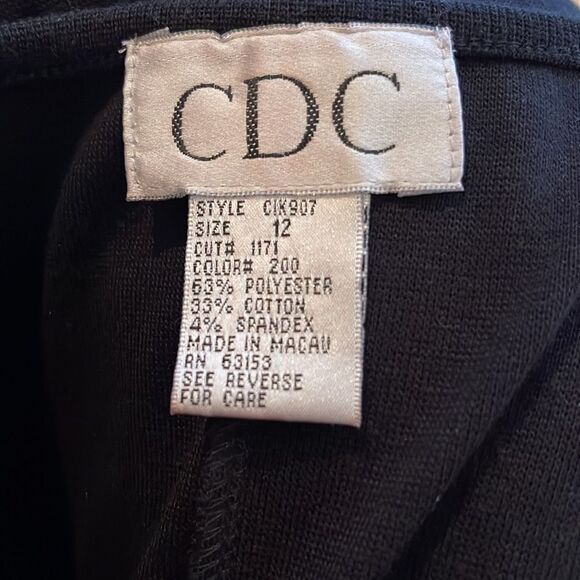 CDC
STYLE CIK907
SIZE 12
CUT# 1171
COLOR# 200
63% POLYESTER
33% COTTON
4% SPANDEX
MADE IN MACAU
RN 63153
SEE REVERSE
FOR CARE